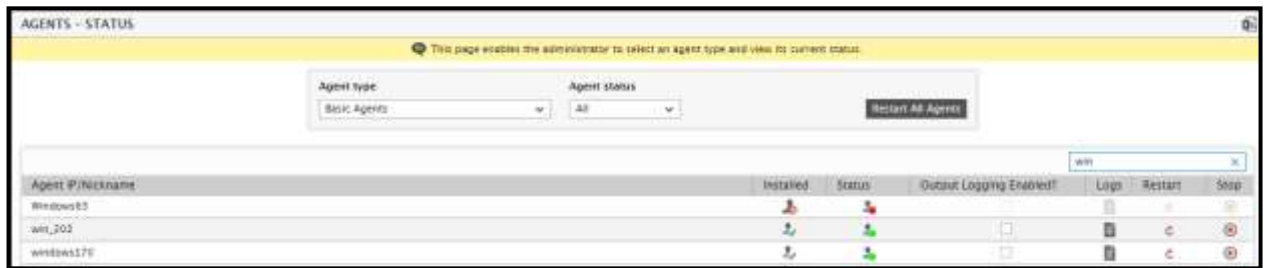 AGENTS - STATUS
This page enables the administrator to select an agent type and view its current status.
Agent type
Agent status
Basic Agents
All
Restart All Agents
win
Agent IP/Nickname Installed Status Output Logging Enabled? Logs Restart Stop
Windows83
win_202
windows170